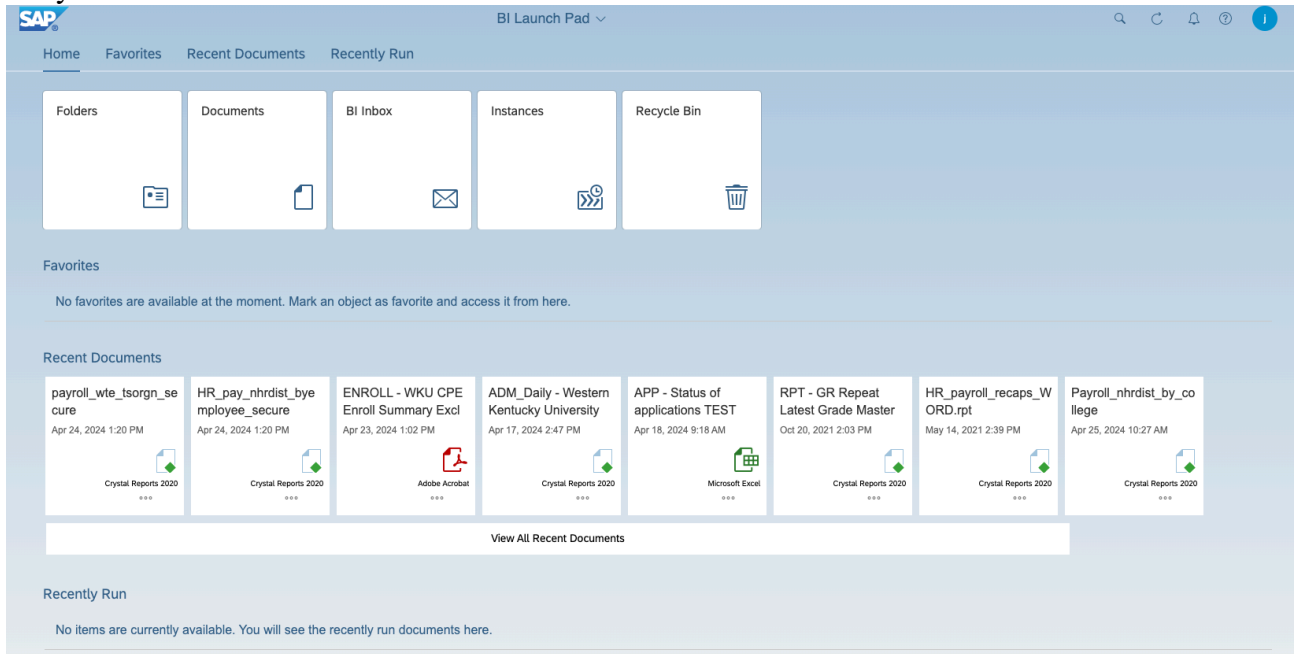 SAP
BI Launch Pad
j
Home Favorites Recent Documents Recently Run
Folders
Documents
BI Inbox
Instances
Recycle Bin
Favorites
No favorites are available at the moment. Mark an object as favorite and access it from here.
Recent Documents
payroll_wte_tsorgn_se
cure
Apr 24, 2024 1:20 PM
Crystal Reports 2020
HR_pay_nhrdist_bye
mployee_secure
Apr 24, 2024 1:20 PM
Crystal Reports 2020
ENROLL - WKU CPE
Enroll Summary Excl
Apr 23, 2024 1:02 PM
Adobe Acrobat
ADM_Daily - Western
Kentucky University
Apr 17, 2024 2:47 PM
Crystal Reports 2020
APP - Status of
applications TEST
Apr 18, 2024 9:18 AM
Microsoft Excel
RPT - GR Repeat
Latest Grade Master
Oct 20, 2021 2:03 PM
Crystal Reports 2020
HR_payroll_recaps_W
ORD.rpt
May 14, 2021 2:39 PM
Crystal Reports 2020
Payroll_nhrdist_by_co
llege
Apr 25, 2024 10:27 AM
Crystal Reports 2020
View All Recent Documents
Recently Run
No items are currently available. You will see the recently run documents here.